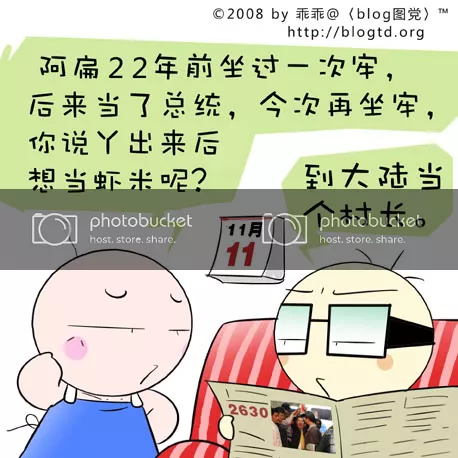 ©2008 by 乖乖@〈blog图党〉™
http://blogtd.org
阿扁22年前坐过一次牢，
后来当了总统，今次再坐牢，
你说丫出来后
想当虾米呢？
到大陆当
个村长。
photobucket
host. store. share.
photobucket
host. store. share.
11月
11
2630